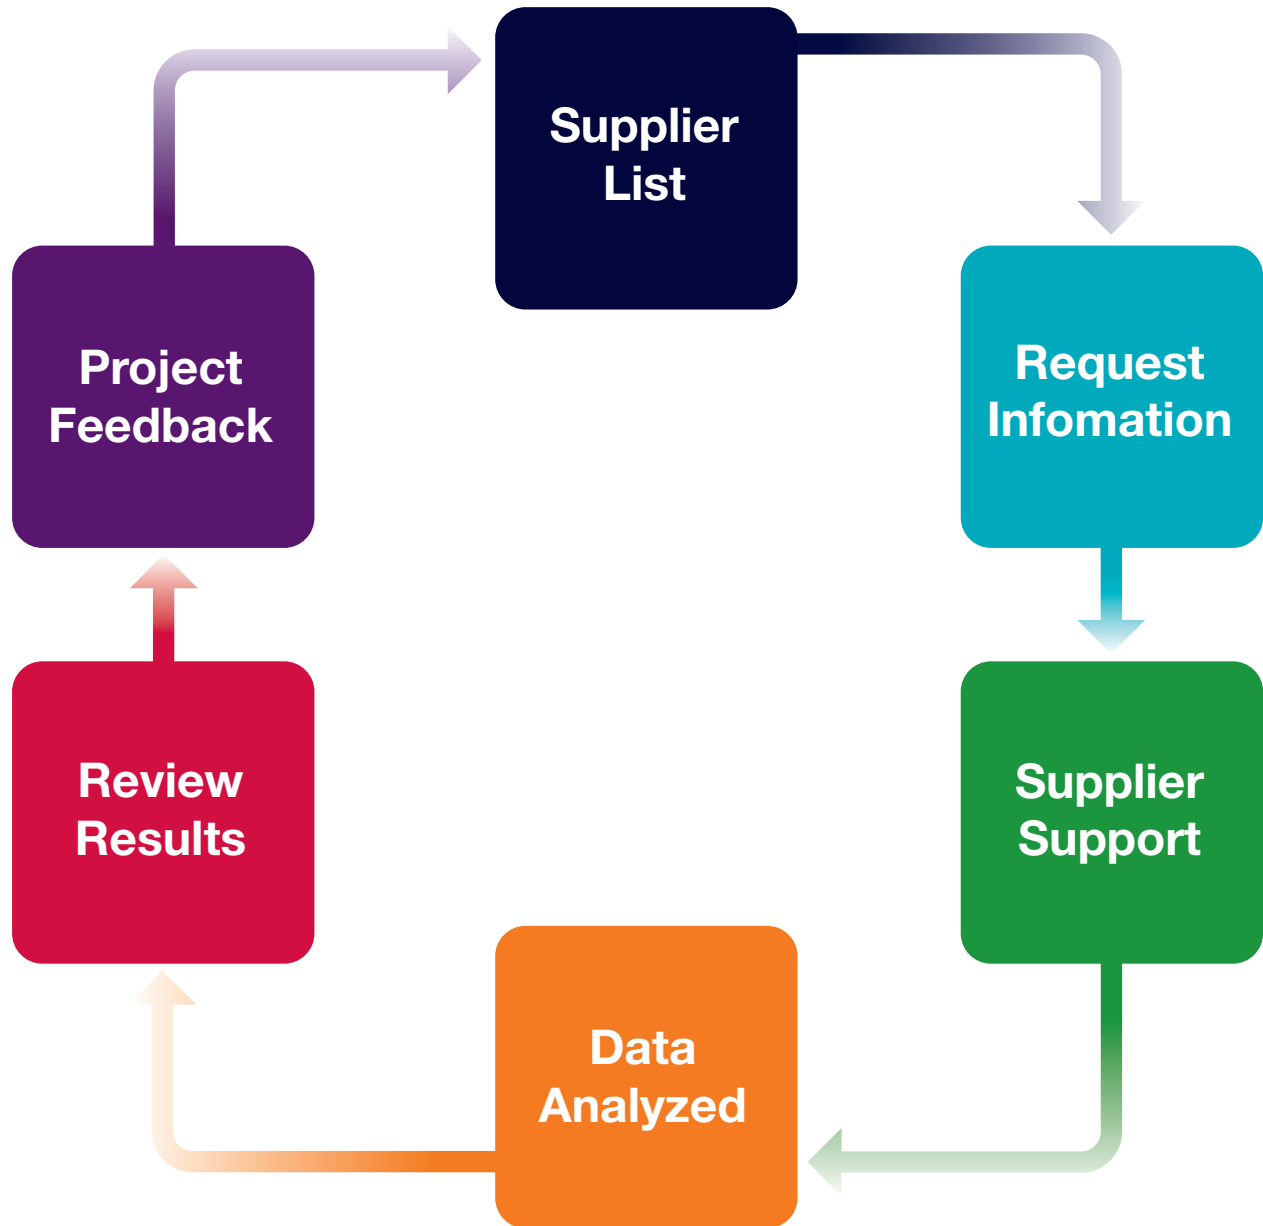 Supplier
List
Request
Infomation
Supplier
Support
Data
Analyzed
Review
Results
Project
Feedback